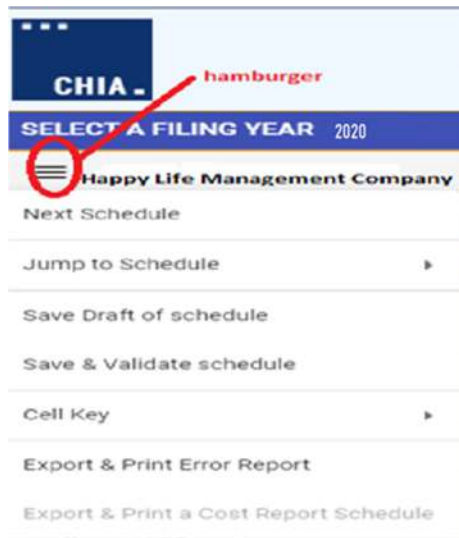 CHIA
hamburger
SELECT A FILING YEAR 2020
Happy Life Management Company
Next Schedule
Jump to Schedule
Save Draft of schedule
Save & Validate schedule
Cell Key
Export & Print Error Report
Export & Print a Cost Report Schedule